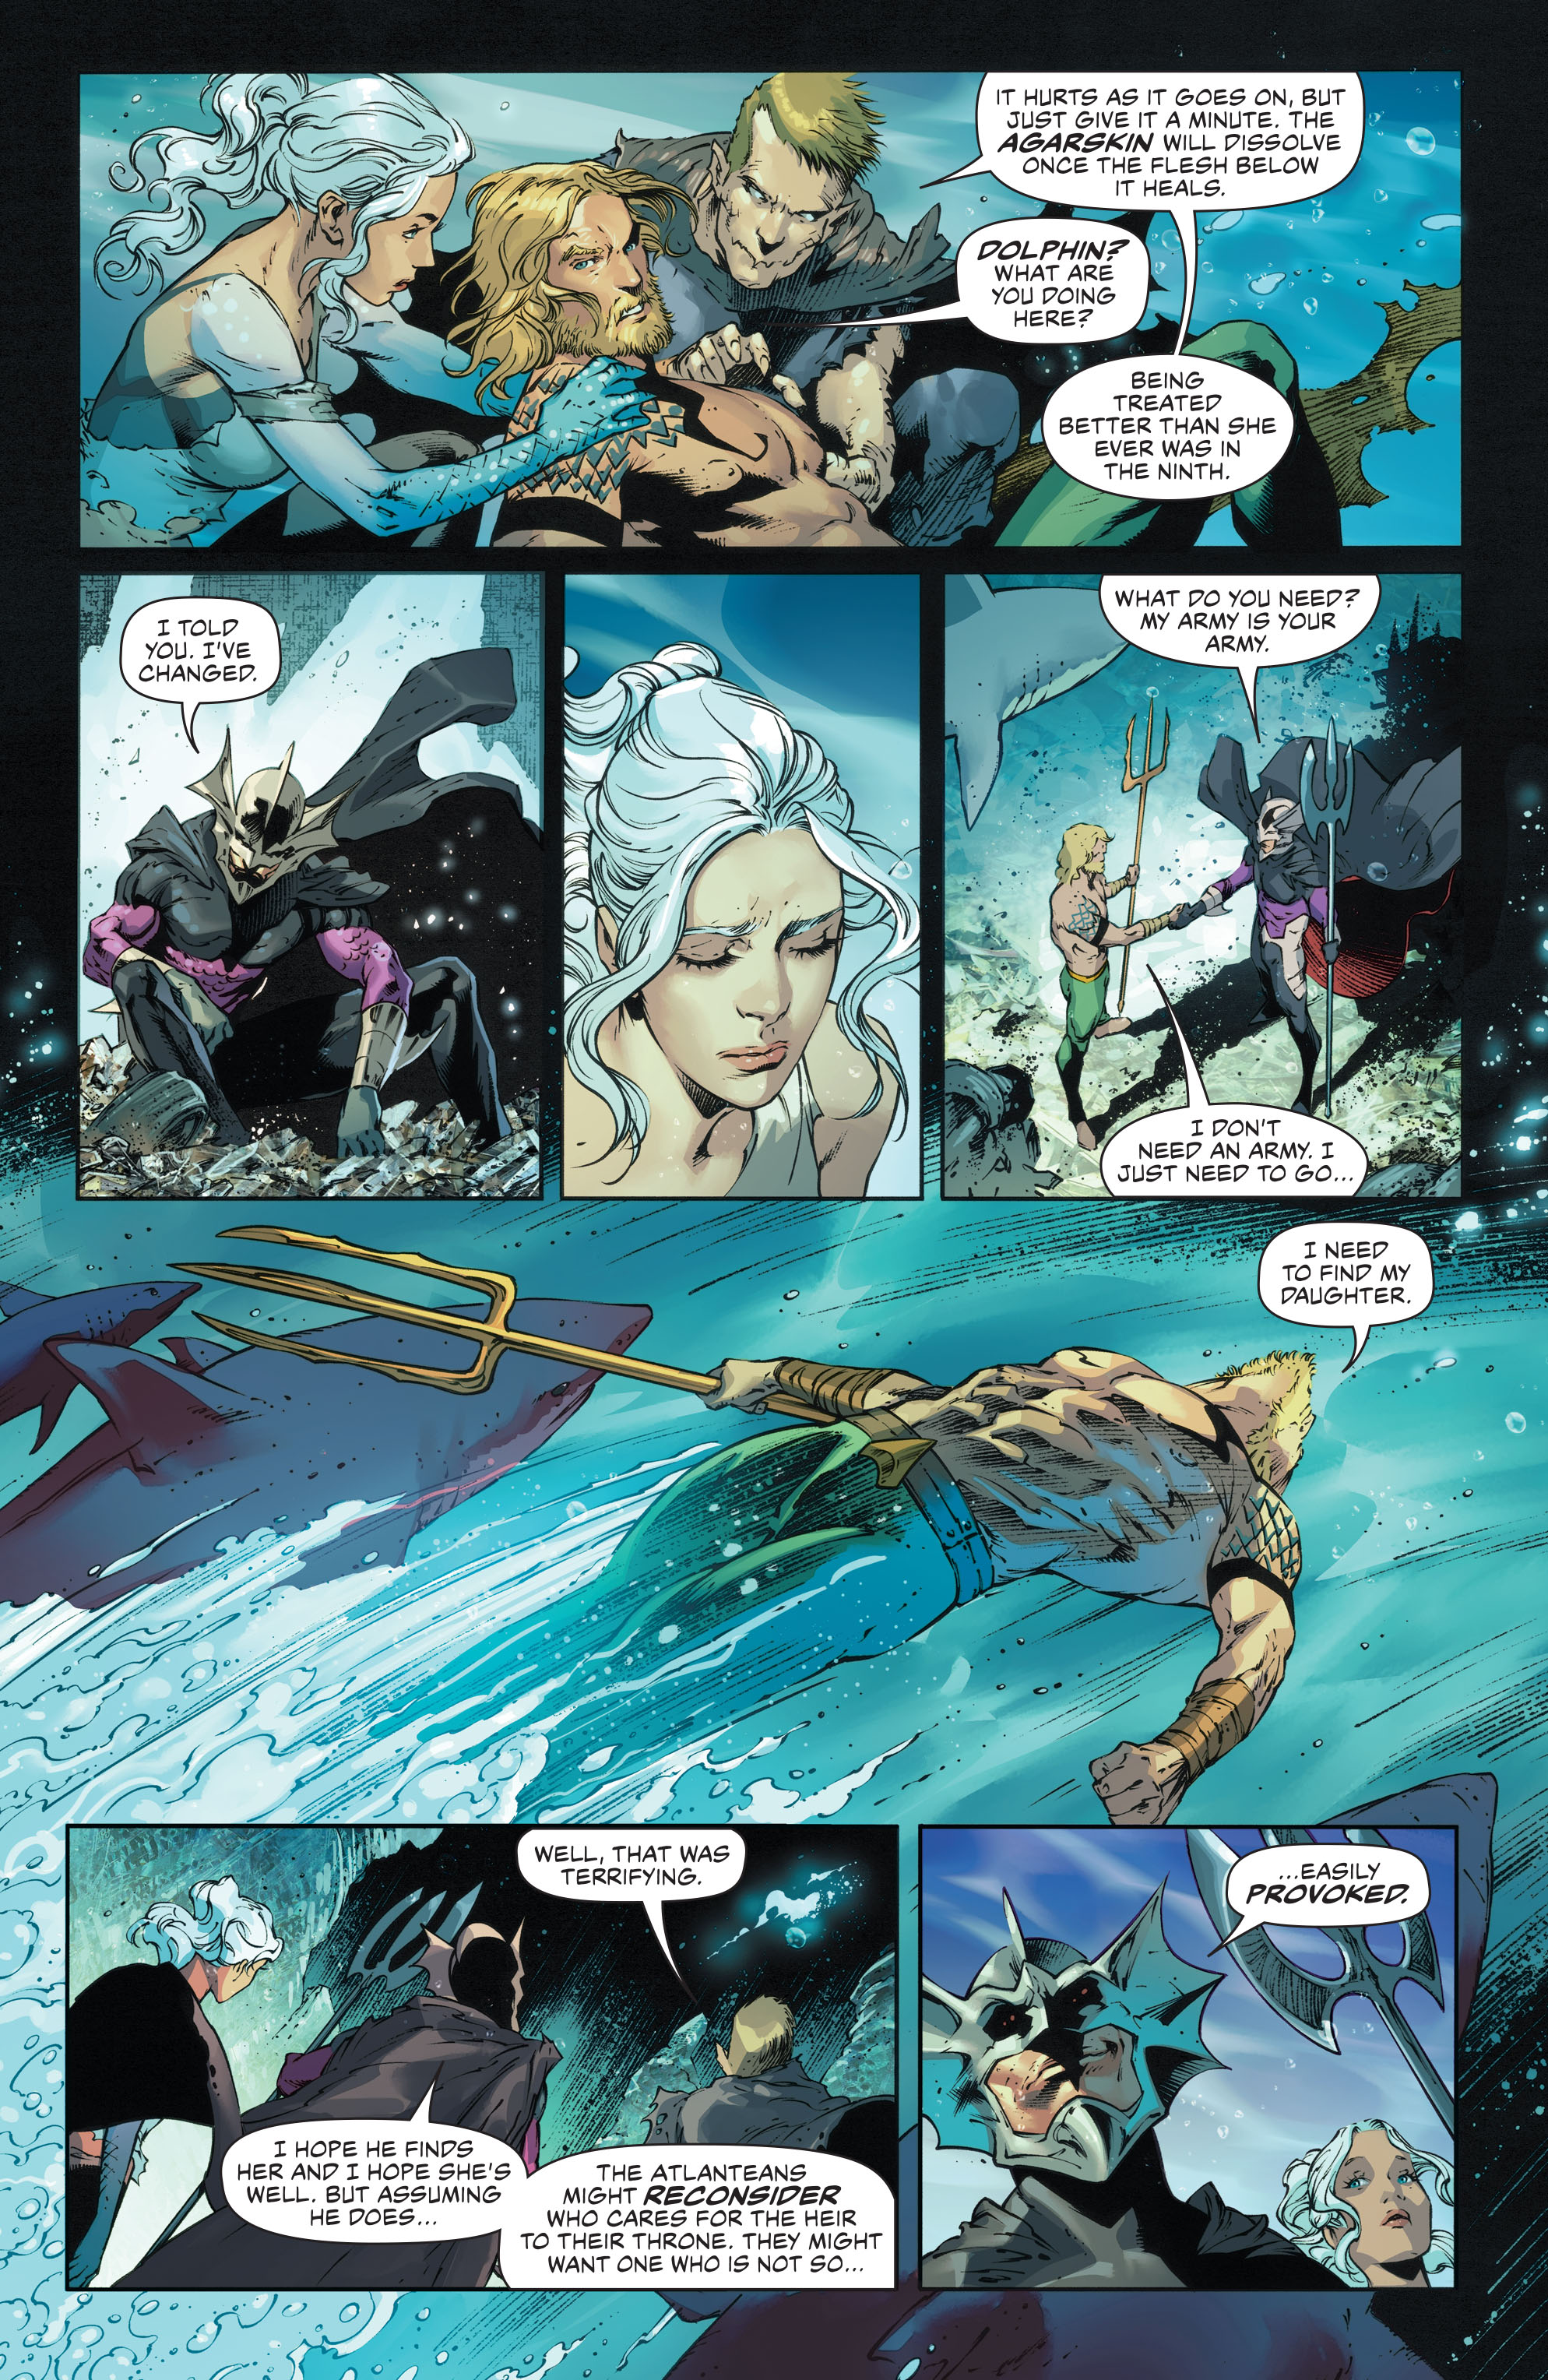 IT HURTS AS IT GOES ON, BUT
JUST GIVE IT A MINUTE. THE
AGARSKIN WILL DISSOLVE
ONCE THE FLESH BELOW
IT HEALS.
DOLPHIN?
WHAT ARE
YOU DOING
HERE?
BEING
TREATED
BETTER THAN SHE
EVER WAS IN
THE NINTH.
I TOLD
YOU. I'VE
CHANGED.
WHAT DO YOU NEED?
MY ARMY IS YOUR
ARMY.
I DON'T
NEED AN ARMY. I
JUST NEED TO GO...
I NEED
TO FIND MY
DAUGHTER.
WELL, THAT WAS
TERRIFYING.
I HOPE HE FINDS
HER AND I HOPE SHE'S
WELL. BUT ASSUMING
HE DOES...
THE ATLANTEANS
MIGHT RECONSIDER
WHO CARES FOR THE HEIR
TO THEIR THRONE. THEY MIGHT
WANT ONE WHO IS NOT SO...
...EASILY
PROVOKED.